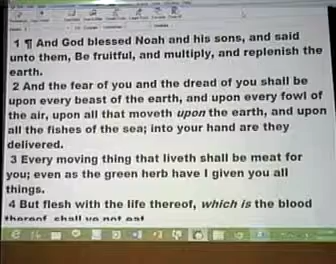 1 ¶ And God blessed Noah and his sons, and said
unto them, Be fruitful, and multiply, and replenish the
earth.
2 And the fear of you and the dread of you shall be
upon every beast of the earth, and upon every fowl of
the air, upon all that moveth upon the earth, and upon
all the fishes of the sea; into your hand are they
delivered.
3 Every moving thing that liveth shall be meat for
you; even as the green herb have I given you all
things.
4 But flesh with the life thereof, which is the blood
thereof, shall ye not eat